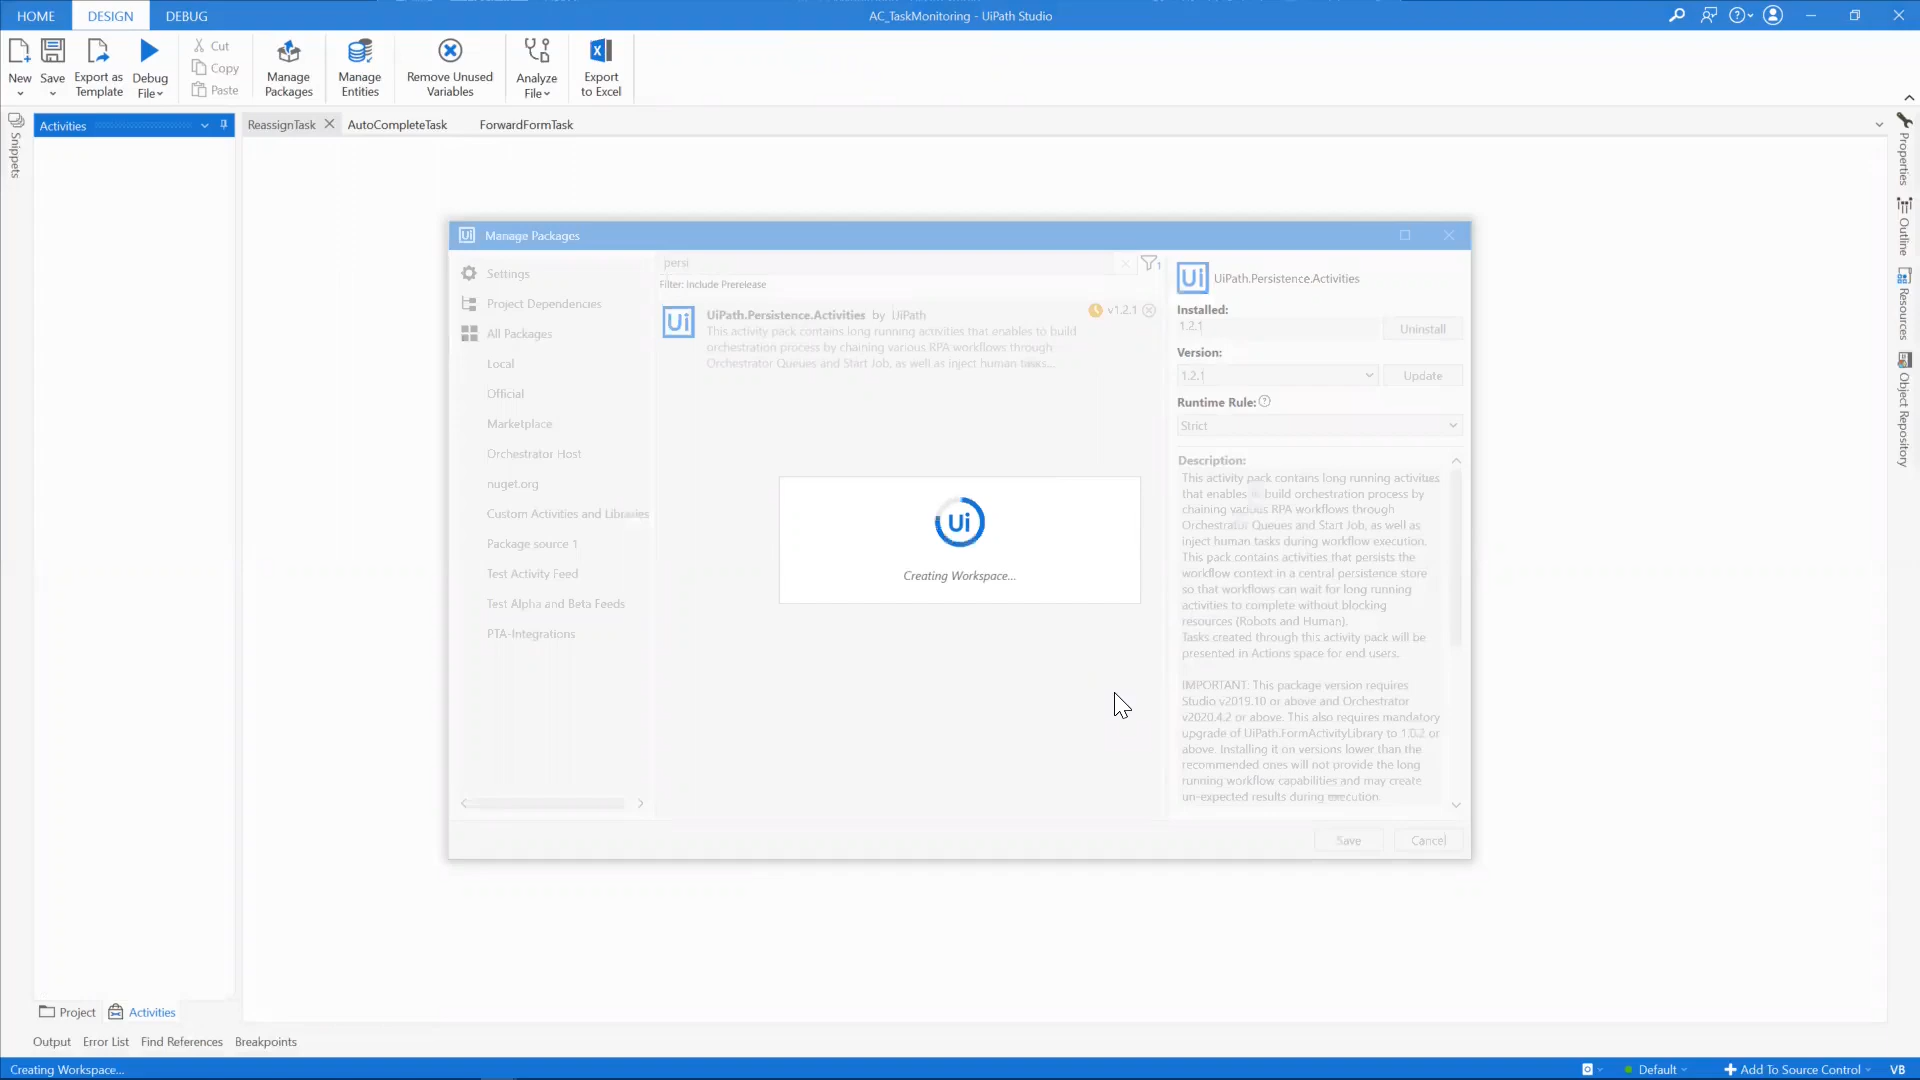 HOME
DESIGN
DEBUG
AC_TaskMonitoring - UiPath Studio
New
Save
Export as
Template
Debug
File
Cut
Copy
Paste
Manage
Packages
Manage
Entities
Remove Unused
Variables
Analyze
File
Export
to Excel
Snippets
Activities
ReassignTask
AutoCompleteTask
ForwardFormTask
Properties
Outline
Resources
Object Repository
Ui
Manage Packages
Settings
Project Dependencies
All Packages
Local
Official
Marketplace
Orchestrator Host
nuget.org
Custom Activities and Libraries
Package source 1
Test Activity Feed
Test Alpha and Beta Feeds
PTA-Integrations
persi
1
Filter: Include Prerelease
Ui
UiPath.Persistence.Activities by UiPath
v1.2.1
This activity pack contains long running activities that enables to build
orchestration process by chaining various RPA workflows through
Orchestrator Queues and Start Job, as well as inject human tasks...
Ui
Creating Workspace...
Ui
UiPath.Persistence.Activities
Installed:
1.2.1
Uninstall
Version:
1.2.1
Update
Runtime Rule:
Strict
Description:
This activity pack contains long running activities
that enables to build orchestration process by
chaining various RPA workflows through
Orchestrator Queues and Start Job, as well as
inject human tasks during workflow execution.
This pack contains activities that persists the
workflow context in a central persistence store
so that workflows can wait for long running
activities to complete without blocking
resources (Robots and Human).
Tasks created through this activity pack will be
presented in Actions space for end users.
IMPORTANT: This package version requires
Studio v2019.10 or above and Orchestrator
v2020.4.2 or above. This also requires mandatory
upgrade of UiPath.FormActivityLibrary to 1.0.2 or
above. Installing it on versions lower than the
recommended ones will not provide the long
running workflow capabilities and may create
un-expected results during execution.
Save
Cancel
Project
Activities
Output
Error List
Find References
Breakpoints
Creating Workspace...
Default
Add To Source Control
VB